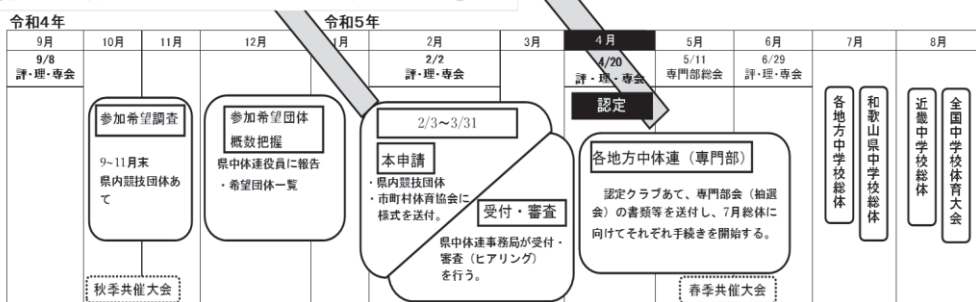 令和4年
令和5年
9月
10月
11月
12月
1月
2月
3月
4月
5月
6月
7月
8月
9/8
評・理・専会
2/2
評・理・専会
4/20
評・理・専会
5/11
専門部総会
6/29
評・理・専会
認定
参加希望調査
9~11月末
県内競技団体あ
て
参加希望団体
概数把握
県中体連役員に報告
・希望団体一覧
2/3～3/31
本申請
・県内競技団体
・市町村体育協会に
様式を送付。
受付・審査
県中体連事務局が受付・
審査（ヒアリング）
を行う。
各地方中体連（専門部）
認定クラブあて、専門部会（抽選
会）の書類等を送付し、7月総体に
向けてそれぞれ手続きを開始する。
各地方中学校総体
和歌山県中学校総体
近畿中学校総体
全国中学校体育大会
秋季共催大会
春季共催大会